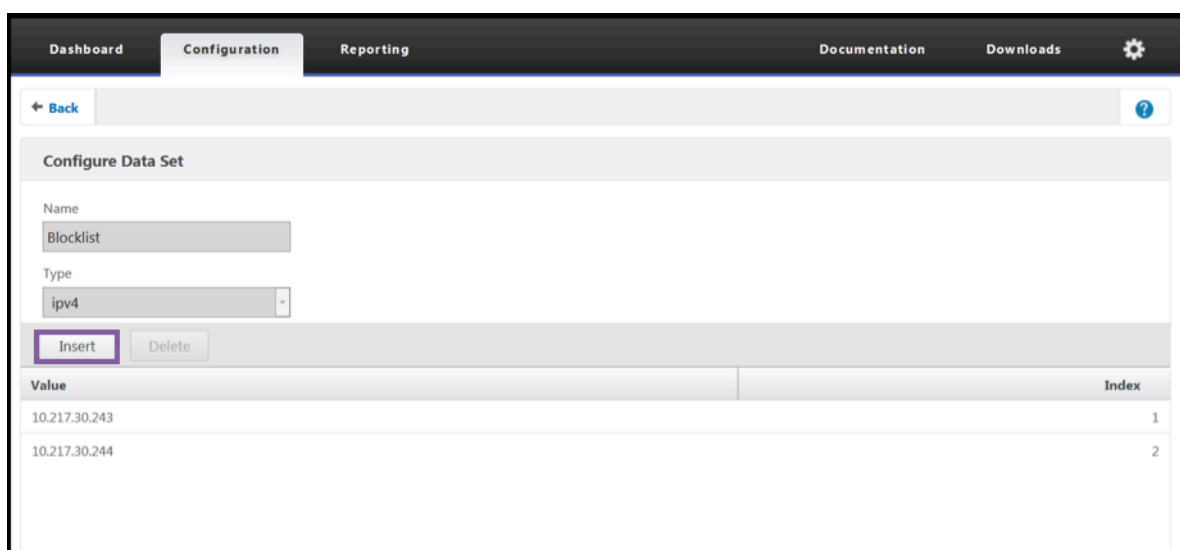 Dashboard Configuration Reporting Documentation Downloads
Back ?
Configure Data Set
Name
Blocklist
Type
ipv4
Insert Delete
Value Index
10.217.30.243 1
10.217.30.244 2